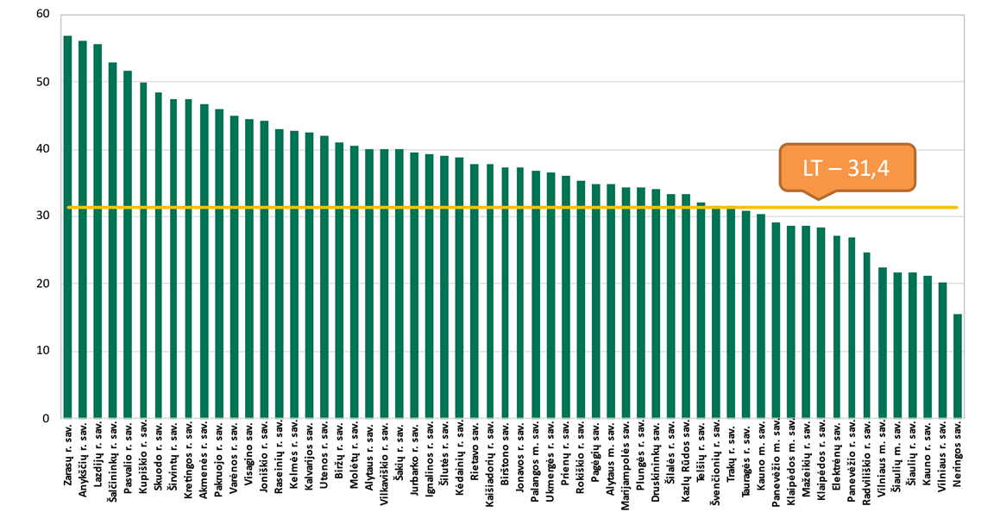 60
50
40
30
20
10
0
LT – 31,4
Zarasų r. sav.
Anykščių r. sav.
Lazdijų r. sav.
Šalčininkų r. sav.
Pasvalio r. sav.
Kupiškio r. sav.
Skuodo r. sav.
Širvintų r. sav.
Kretingos r. sav.
Akmenės r. sav.
Pakruojo r. sav.
Varėnos r. sav.
Visagino sav.
Joniškio r. sav.
Raseinių r. sav.
Kelmės r. sav.
Kalvarijos sav.
Utenos r. sav.
Biržų r. sav.
Molėtų r. sav.
Alytaus r. sav.
Vilkaviškio r. sav.
Šakių r. sav.
Jurbarko r. sav.
Ignalinos r. sav.
Šilutės r. sav.
Kėdainių r. sav.
Rietavo sav.
Kaišiadorių r. sav.
Birštono sav.
Jonavos r. sav.
Palangos m. sav.
Ukmergės r. sav.
Prienų r. sav.
Rokiškio r. sav.
Pagėgių sav.
Alytaus m. sav.
Marijampolės sav.
Plungės r. sav.
Druskininkų sav.
Šilalės r. sav.
Kazlų Rūdos sav.
Telšių r. sav.
Švenčionių r. sav.
Trakų r. sav.
Tauragės r. sav.
Kauno m. sav.
Panevėžio m. sav.
Klaipėdos m. sav.
Mažeikių r. sav.
Klaipėdos r. sav.
Elektrėnų sav.
Panevėžio r. sav.
Radviliškio r. sav.
Vilniaus m. sav.
Šiaulių m. sav.
Šiaulių r. sav.
Kauno r. sav.
Vilniaus r. sav.
Neringos sav.